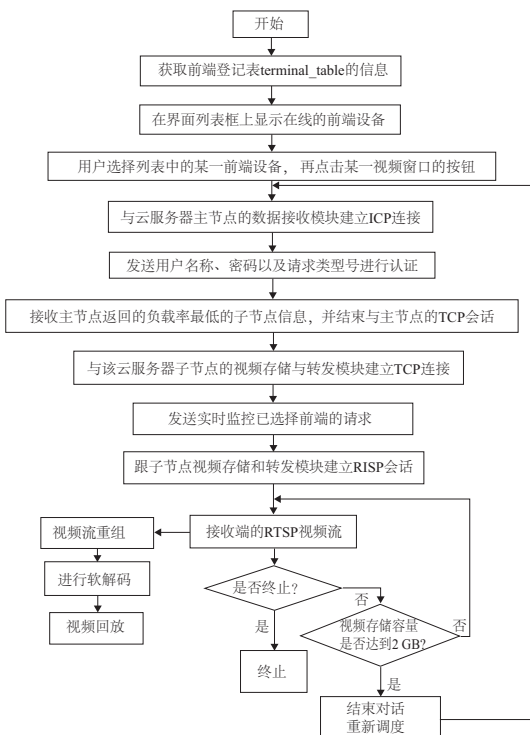 开始
获取前端登记表terminal_table的信息
在界面列表框上显示在线的前端设备
用户选择列表中的某一前端设备，再点击某一视频窗口的按钮
与云服务器主节点的数据接收模块建立ICP连接
发送用户名称、密码以及请求类型号进行认证
接收主节点返回的负载率最低的子节点信息，并结束与主节点的TCP会话
与该云服务器子节点的视频存储与转发模块建立TCP连接
发送实时监控已选择前端的请求
跟子节点视频存储和转发模块建立RISP会话
视频流重组
接收端的RTSP视频流
进行软解码
是否终止?
否
视频回放
是
视频存储容量
是否达到2 GB?
否
终止
是
结束对话
重新调度